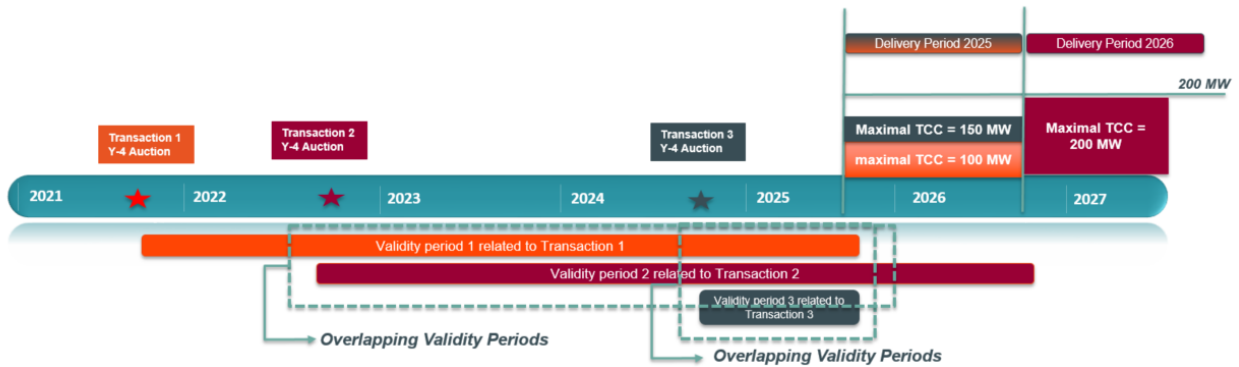 Delivery Period 2025
Delivery Period 2026
200 MW
Transaction 1
Y-4 Auction
Transaction 2
Y-4 Auction
Transaction 3
Y-4 Auction
Maximal TCC = 150 MW
maximal TCC = 100 MW
Maximal TCC =
200 MW
2021
2022
2023
2024
2025
2026
2027
Validity period 1 related to Transaction 1
Validity period 2 related to Transaction 2
Validity period 3 related to
Transaction 3
Overlapping Validity Periods
Overlapping Validity Periods